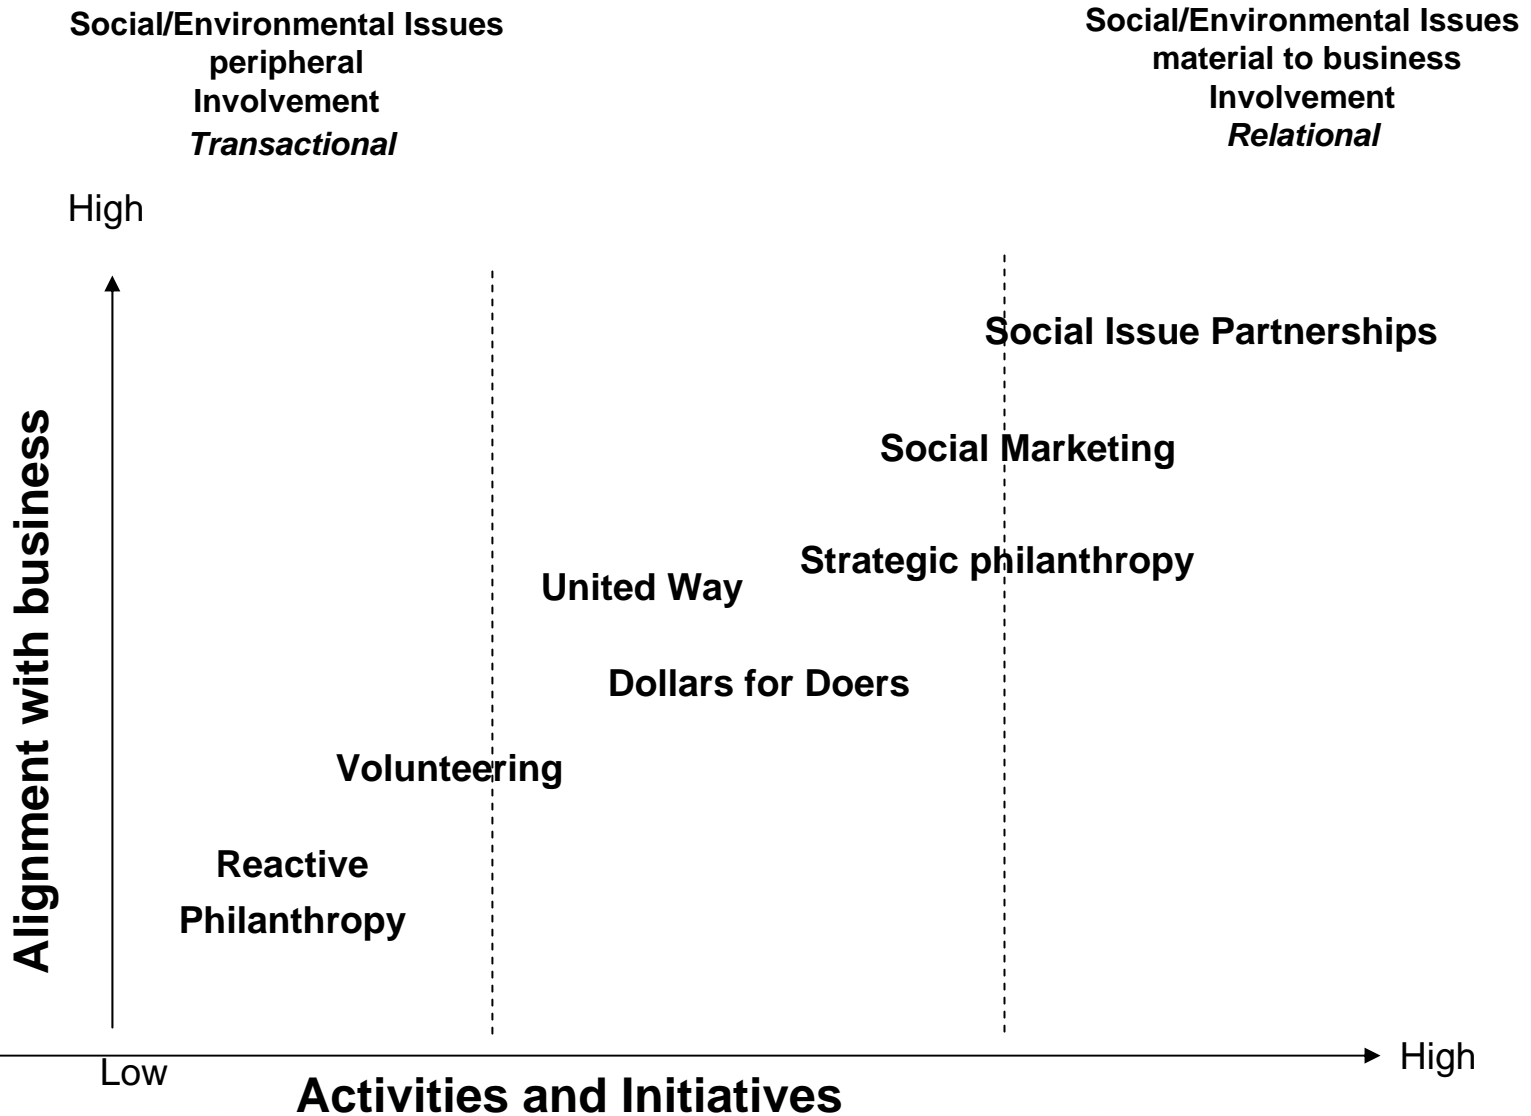 Social/Environmental Issues
peripheral
Involvement
Transactional
Social/Environmental Issues
material to business
Involvement
Relational
High
Alignment with business
Social Issue Partnerships
Social Marketing
Strategic philanthropy
United Way
Dollars for Doers
Volunteering
Reactive
Philanthropy
Low
High
Activities and Initiatives